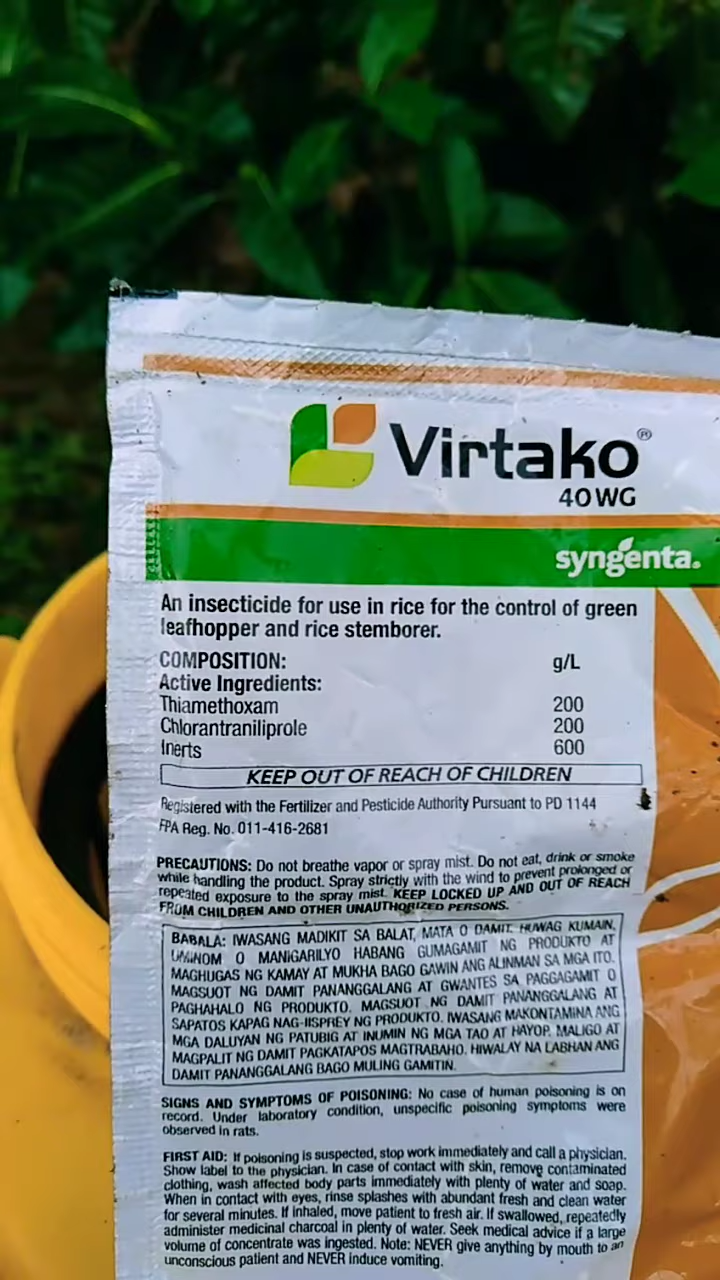 Virtako®
40 WG
syngenta.
An insecticide for use in rice for the control of green
leafhopper and rice stemborer.
COMPOSITION: g/L
Active Ingredients:
Thiamethoxam 200
Chlorantraniliprole 200
Inerts 600
KEEP OUT OF REACH OF CHILDREN
Registered with the Fertilizer and Pesticide Authority Pursuant to PD 1144
FPA Reg. No. 011-416-2681
PRECAUTIONS: Do not breathe vapor or spray mist. Do not eat, drink or smoke
while handling the product. Spray strictly with the wind to prevent prolonged or
repeated exposure to the spray mist. KEEP LOCKED UP AND OUT OF REACH
FROM CHILDREN AND OTHER UNAUTHORIZED PERSONS.
BABALA: IWASANG MADIKIT SA BALAT, MATA O DAMIT. HUWAG KUMAIN,
UMINOM O MANIGARILYO HABANG GUMAGAMIT NG PRODUKTO AT
MAGHUGAS NG KAMAY AT MUKHA BAGO GAWIN ANG ALINMAN SA MGA ITO.
MAGSUOT NG DAMIT PANANGGALANG AT GWANTES SA PAGGAGAMIT O
PAGHAHALO NG PRODUKTO. MAGSUOT NG DAMIT PANANGGALANG AT
SAPATOS KAPAG NAG-IISPREY NG PRODUKTO. IWASANG MAKONTAMINA ANG
MGA DALUYAN NG PATUBIG AT INUMIN NG MGA TAO AT HAYOP. MALIGO AT
MAGPALIT NG DAMIT PAGKATAPOS MAGTRABAHO. HIWALAY NA LABHAN ANG
DAMIT PANANGGALANG BAGO MULING GAMITIN.
SIGNS AND SYMPTOMS OF POISONING: No case of human poisoning is on
record. Under laboratory condition, unspecific poisoning symptoms were
observed in rats.
FIRST AID: If poisoning is suspected, stop work immediately and call a physician.
Show label to the physician. In case of contact with skin, remove contaminated
clothing, wash affected body parts immediately with plenty of water and soap.
When in contact with eyes, rinse splashes with abundant fresh and clean water
for several minutes. If inhaled, move patient to fresh air. If swallowed, repeatedly
administer medicinal charcoal in plenty of water. Seek medical advice if a large
volume of concentrate was ingested. Note: NEVER give anything by mouth to an
unconscious patient and NEVER induce vomiting.